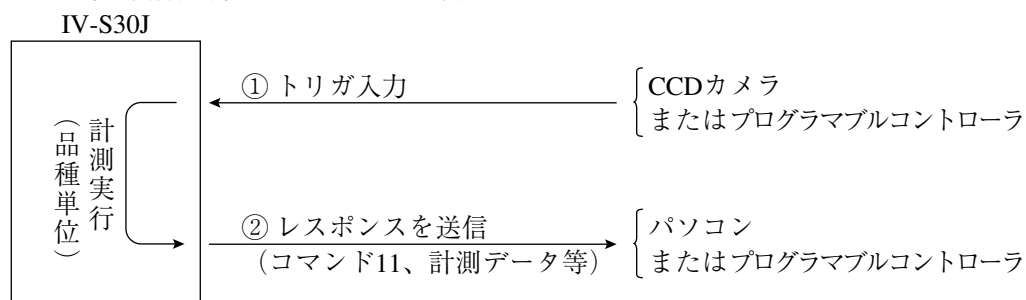 IV-S30J
① トリガ入力
CCDカメラ
またはプログラマブルコントローラ
計測実行
（品種単位）
② レスポンスを送信
（コマンド11、計測データ等）
パソコン
またはプログラマブルコントローラ